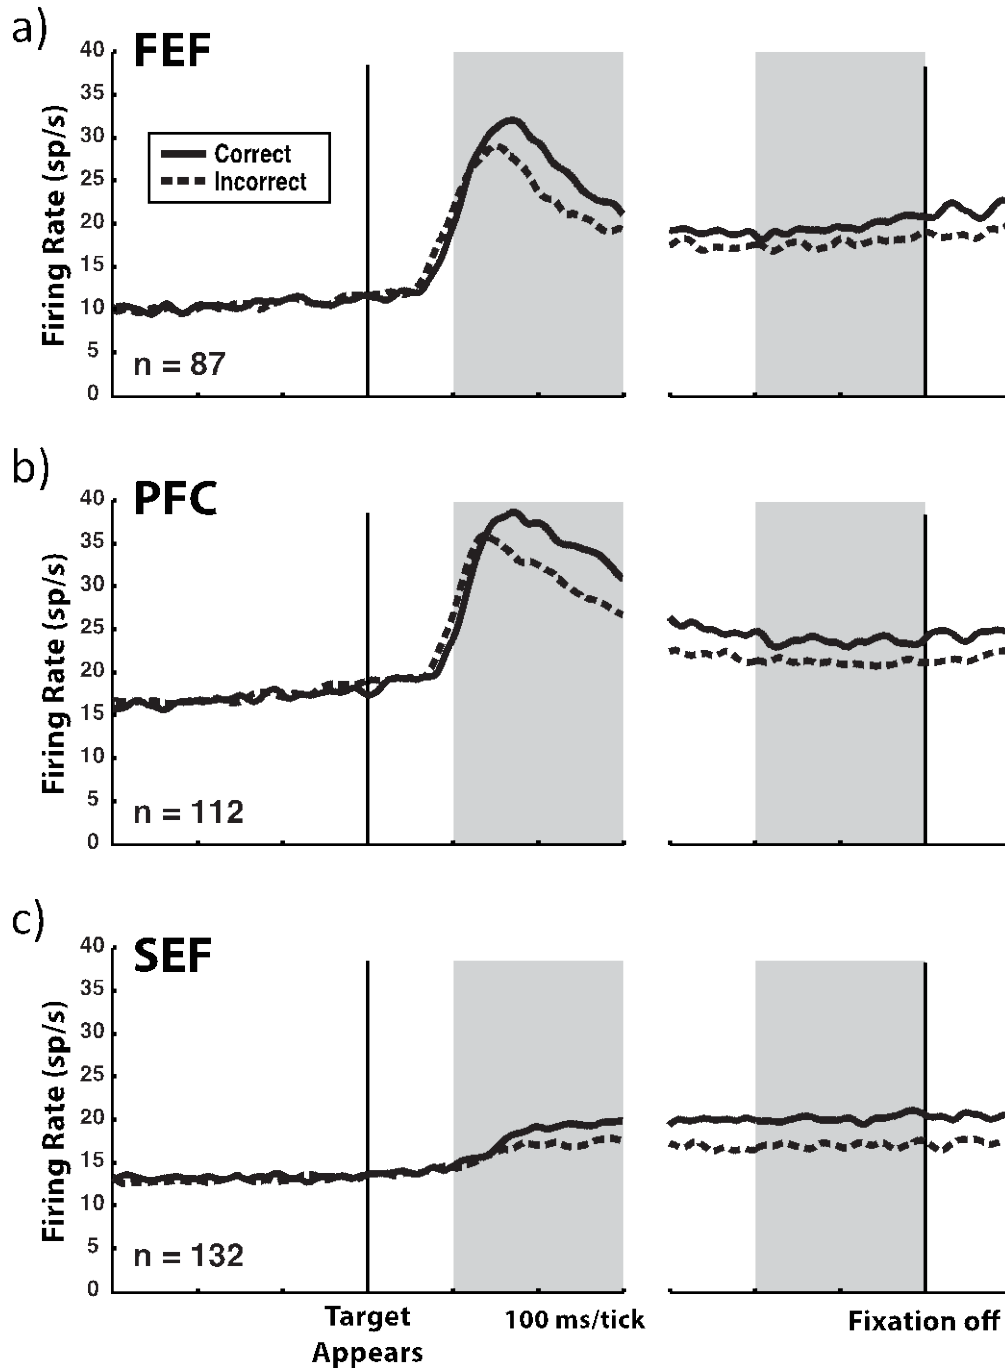 a)
FEF
40
35
30
25
20
15
10
5
0
Firing Rate (sp/s)
Correct
Incorrect
n = 87
b)
PFC
40
35
30
25
20
15
10
5
0
Firing Rate (sp/s)
n = 112
c)
SEF
40
35
30
25
20
15
10
5
0
Firing Rate (sp/s)
n = 132
Target
Appears
100 ms/tick
Fixation off